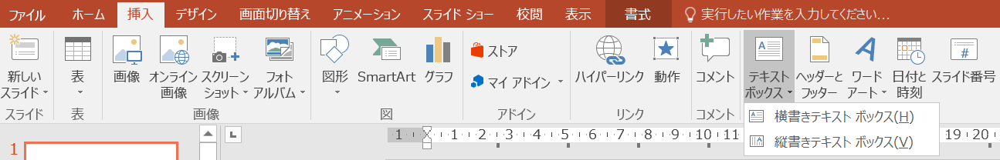 ファイル ホーム 挿入 デザイン 画面切り替え アニメーション スライド ショー 校閲 表示 書式 実行したい作業を入力してください...
新しい
スライド
表
画像
オンライン
画像
スクリーン
ショット
フォト
アルバム
図形
SmartArt
グラフ
ストア
マイ アドイン
ハイパーリンク
動作
コメント
テキスト
ボックス
ヘッダーと
フッター
ワード
アート
日付と
時刻
スライド番号
#
スライド 表 画像 図 アドイン リンク コメント
横書きテキスト ボックス(H)
縦書きテキスト ボックス(V)
1
L
1 1 2 3 4 5 6 7 8 9 10 11 19 20